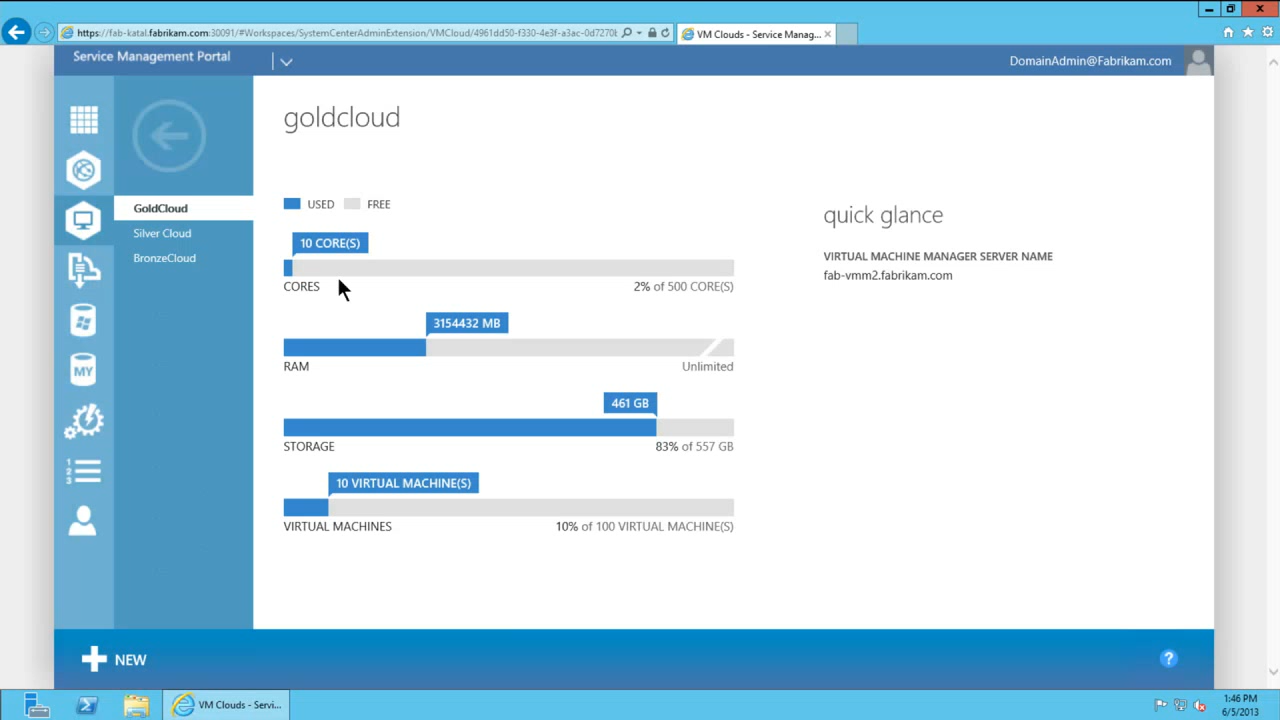 https://fab-katal.fabrikam.com:30091/#Workspaces/SystemCenterAdminExtension/VMCloud/4961dd50-f330-4e3f-a3ac-0d7270b
VM Clouds - Service Manag...
Service Management Portal
DomainAdmin@Fabrikam.com
goldcloud
GoldCloud
Silver Cloud
BronzeCloud
USED FREE
10 CORE(S)
CORES 2% of 500 CORE(S)
3154432 MB
RAM Unlimited
461 GB
STORAGE 83% of 557 GB
10 VIRTUAL MACHINE(S)
VIRTUAL MACHINES 10% of 100 VIRTUAL MACHINE(S)
quick glance
VIRTUAL MACHINE MANAGER SERVER NAME
fab-vmm2.fabrikam.com
MY
1
2
3
NEW
?
VM Clouds - Servi...
1:46 PM
6/5/2013